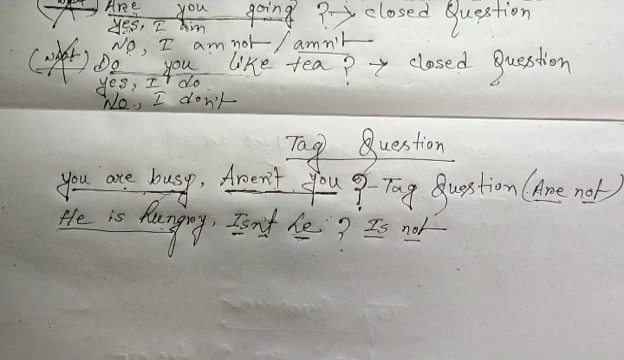 (What) Are you going ? → closed Question
Yes, I am
No, I am not / amn't
(What) Do you like tea ? → closed Question
Yes, I do
No, I don't
Tag Question
You are busy, Aren't you ? - Tag Question (Are not)
He is hungry, Isn't he ? Is not